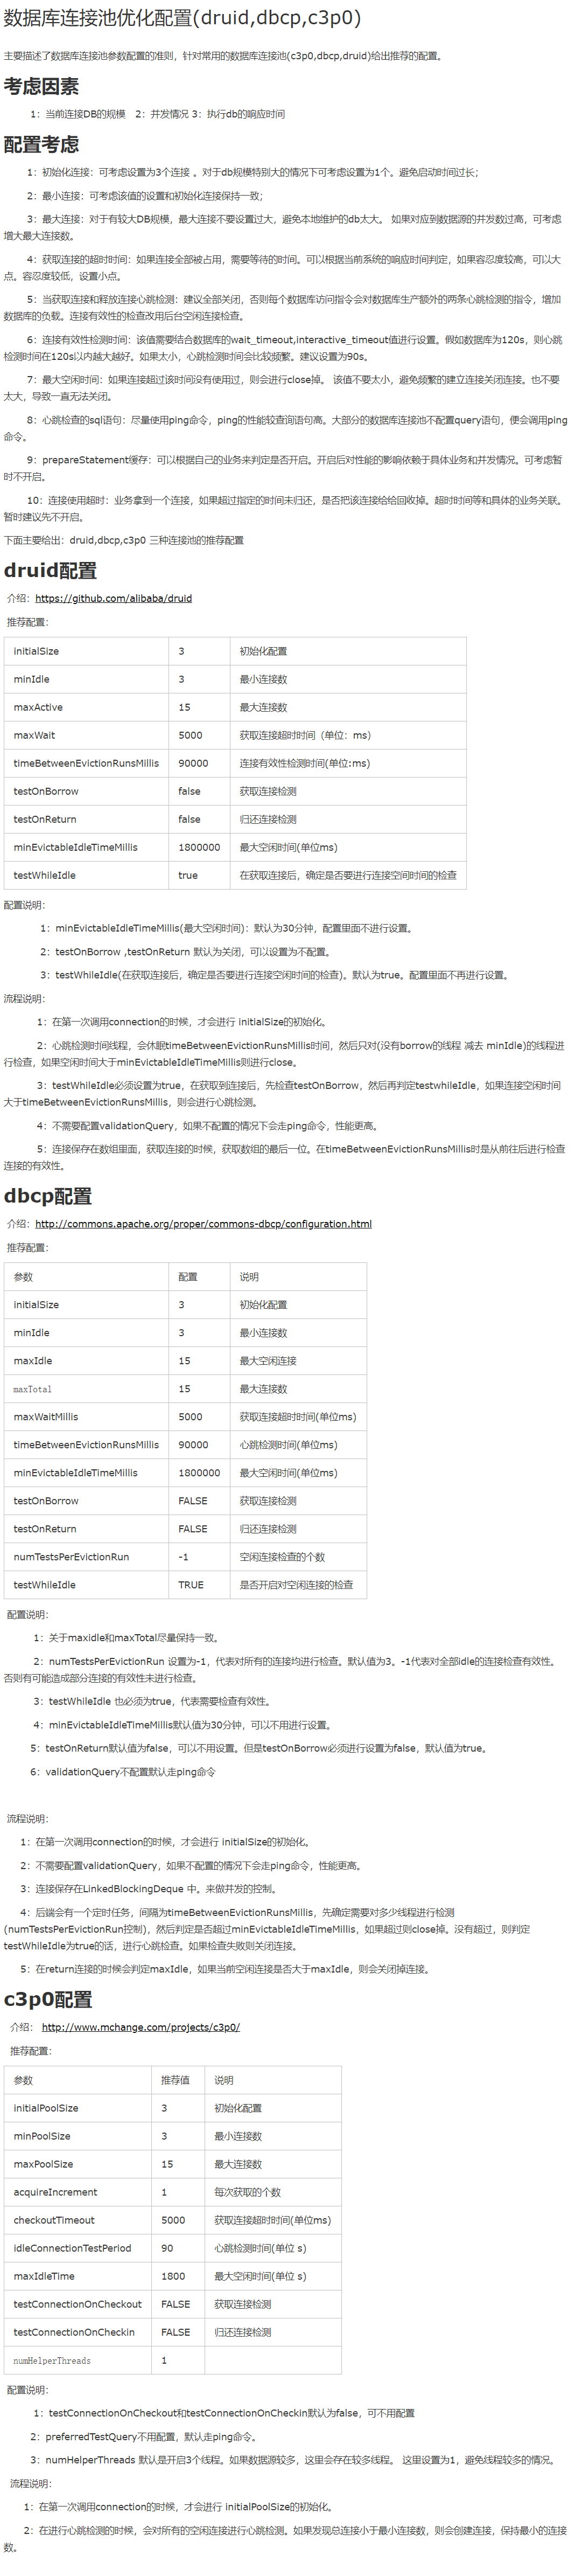 数据库连接池优化配置(druid,dbcp,c3p0)
主要描述了数据库连接池参数配置的准则，针对常用的数据库连接池(c3p0,dbcp,druid)给出推荐的配置。
考虑因素
1：当前连接DB的规模 2：并发情况 3：执行db的响应时间
配置考虑
1：初始化连接：可考虑设置为3个连接 。对于db规模特别大的情况下可考虑设置为1个。避免启动时间过长；
2：最小连接：可考虑该值的设置和初始化连接保持一致；
3：最大连接：对于有较大DB规模，最大连接不要设置过大，避免本地维护的db太大。 如果对应到数据源的并发数过高，可考虑
增大最大连接数。
4：获取连接的超时时间：如果连接全部被占用，需要等待的时间。可以根据当前系统的响应时间判定，如果容忍度较高，可以大
点。容忍度较低，设置小点。
5：当获取连接和释放连接心跳检测：建议全部关闭，否则每个数据库访问指令会对数据库生产额外的两条心跳检测的指令，增加
数据库的负载。连接有效性的检查改用后台空闲连接检查。
6：连接有效性检测时间：该值需要结合数据库的wait_timeout,interactive_timeout值进行设置。假如数据库为120s，则心跳
检测时间在120s以内越大越好。如果太小，心跳检测时间会比较频繁。建议设置为90s。
7：最大空闲时间：如果连接超过该时间没有使用过，则会进行close掉。 该值不要太小，避免频繁的建立连接关闭连接。也不要
太大，导致一直无法关闭。
8：心跳检查的sql语句：尽量使用ping命令，ping的性能较查询语句高。大部分的数据库连接池不配置query语句，便会调用ping
命令。
9：prepareStatement缓存：可以根据自己的业务来判定是否开启。开启后对性能的影响依赖于具体业务和并发情况。可考虑暂
时不开启。
10：连接使用超时：业务拿到一个连接，如果超过指定的时间未归还，是否把该连接给给回收掉。超时时间等和具体的业务关联。
暂时建议先不开启。
下面主要给出：druid,dbcp,c3p0 三种连接池的推荐配置
druid配置
介绍：https://github.com/alibaba/druid
推荐配置：
initialSize 3 初始化配置
minIdle 3 最小连接数
maxActive 15 最大连接数
maxWait 5000 获取连接超时时间（单位：ms）
timeBetweenEvictionRunsMillis 90000 连接有效性检测时间(单位:ms)
testOnBorrow false 获取连接检测
testOnReturn false 归还连接检测
minEvictableIdleTimeMillis 1800000 最大空闲时间(单位ms)
testWhileIdle true 在获取连接后，确定是否要进行连接空间时间的检查
配置说明：
1：minEvictableIdleTimeMillis(最大空闲时间)：默认为30分钟，配置里面不进行设置。
2：testOnBorrow ,testOnReturn 默认为关闭，可以设置为不配置。
3：testWhileIdle(在获取连接后，确定是否要进行连接空闲时间的检查)。默认为true。配置里面不再进行设置。
流程说明：
1：在第一次调用connection的时候，才会进行 initialSize的初始化。
2：心跳检测时间线程，会休眠timeBetweenEvictionRunsMillis时间，然后只对(没有borrow的线程 减去 minIdle)的线程进
行检查，如果空闲时间大于minEvictableIdleTimeMillis则进行close。
3：testWhileIdle必须设置为true，在获取到连接后，先检查testOnBorrow，然后再判定testwhileIdle，如果连接空闲时间
大于timeBetweenEvictionRunsMillis，则会进行心跳检测。
4：不需要配置validationQuery，如果不配置的情况下会走ping命令，性能更高。
5：连接保存在数组里面，获取连接的时候，获取数组的最后一位。在timeBetweenEvictionRunsMillis时是从前往后进行检查
连接的有效性。
dbcp配置
介绍：http://commons.apache.org/proper/commons-dbcp/configuration.html
推荐配置：
参数 配置 说明
initialSize 3 初始化配置
minIdle 3 最小连接数
maxIdle 15 最大空闲连接
maxTotal 15 最大连接数
maxWaitMillis 5000 获取连接超时时间(单位ms)
timeBetweenEvictionRunsMillis 90000 心跳检测时间(单位ms)
minEvictableIdleTimeMillis 1800000 最大空闲时间(单位ms)
testOnBorrow FALSE 获取连接检测
testOnReturn FALSE 归还连接检测
numTestsPerEvictionRun -1 空闲连接检查的个数
testWhileIdle TRUE 是否开启对空闲连接的检查
配置说明：
1：关于maxidle和maxTotal尽量保持一致。
2：numTestsPerEvictionRun 设置为-1，代表对所有的连接均进行检查。默认值为3。-1代表对全部idle的连接检查有效性。
否则有可能造成部分连接的有效性未进行检查。
3：testWhileIdle 也必须为true，代表需要检查有效性。
4：minEvictableIdleTimeMillis默认值为30分钟，可以不用进行设置。
5：testOnReturn默认值为false，可以不用设置。但是testOnBorrow必须进行设置为false，默认值为true。
6：validationQuery不配置默认走ping命令
流程说明：
1：在第一次调用connection的时候，才会进行 initialSize的初始化。
2：不需要配置validationQuery，如果不配置的情况下会走ping命令，性能更高。
3：连接保存在LinkedBlockingDeque 中。来做并发的控制。
4：后端会有一个定时任务，间隔为timeBetweenEvictionRunsMillis，先确定需要对多少线程进行检测
(numTestsPerEvictionRun控制)，然后判定是否超过minEvictableIdleTimeMillis，如果超过则close掉。没有超过，则判定
testWhileIdle为true的话，进行心跳检查。如果检查失败则关闭连接。
5：在return连接的时候会判定maxIdle，如果当前空闲连接是否大于maxIdle，则会关闭掉连接。
c3p0配置
介绍： http://www.mchange.com/projects/c3p0/
推荐配置：
参数 推荐值 说明
initialPoolSize 3 初始化配置
minPoolSize 3 最小连接数
maxPoolSize 15 最大连接数
acquireIncrement 1 每次获取的个数
checkoutTimeout 5000 获取连接超时时间(单位ms)
idleConnectionTestPeriod 90 心跳检测时间(单位 s)
maxIdleTime 1800 最大空闲时间(单位 s)
testConnectionOnCheckout FALSE 获取连接检测
testConnectionOnCheckin FALSE 归还连接检测
numHelperThreads 1
配置说明：
1：testConnectionOnCheckout和testConnectionOnCheckin默认为false，可不用配置
2：preferredTestQuery不用配置，默认走ping命令。
3：numHelperThreads 默认是开启3个线程。如果数据源较多，这里会存在较多线程。 这里设置为1，避免线程较多的情况。
流程说明：
1：在第一次调用connection的时候，才会进行 initialPoolSize的初始化。
2：在进行心跳检测的时候，会对所有的空闲连接进行心跳检测。如果发现总连接小于最小连接数，则会创建连接，保持最小的连接
数。